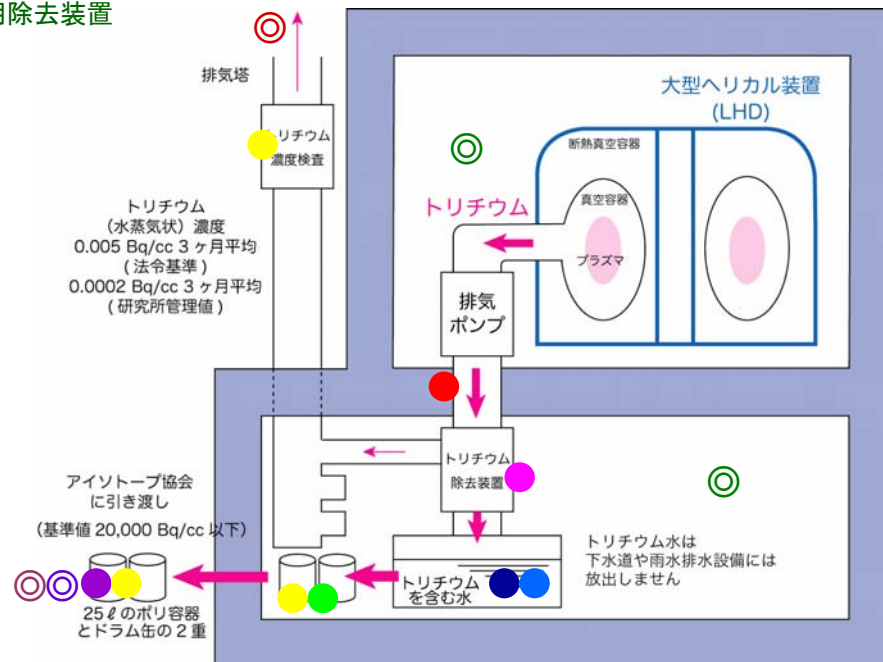 用除去装置
排気塔
トリチウム
濃度検査
トリチウム
(水蒸気状)濃度
0.005 Bq/cc 3ヶ月平均
(法令基準)
0.0002 Bq/cc 3ヶ月平均
(研究所管理値)
大型ヘリカル装置
(LHD)
断熱真空容器
真空容器
プラズマ
トリチウム
排気
ポンプ
トリチウム
除去装置
アイソトープ協会
に引き渡し
(基準値 20,000 Bq/cc 以下)
25ℓのポリ容器
とドラム缶の2重
トリチウム
を含む水
トリチウム水は
下水道や雨水排水設備には
放出しません